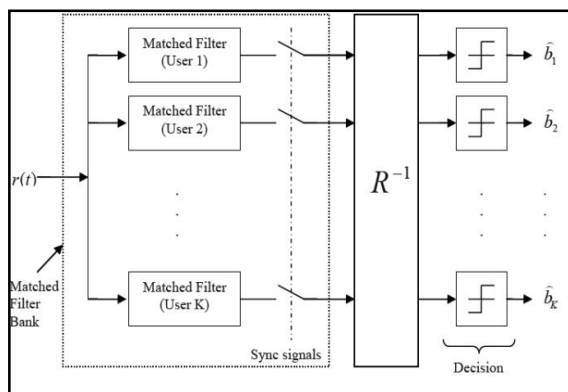 Matched Filter
(User 1)
b̂₁
Matched Filter
(User 2)
b̂₂
R⁻¹
r(t)
Matched
Filter
Bank
Matched Filter
(User K)
b̂_K
Sync signals
Decision